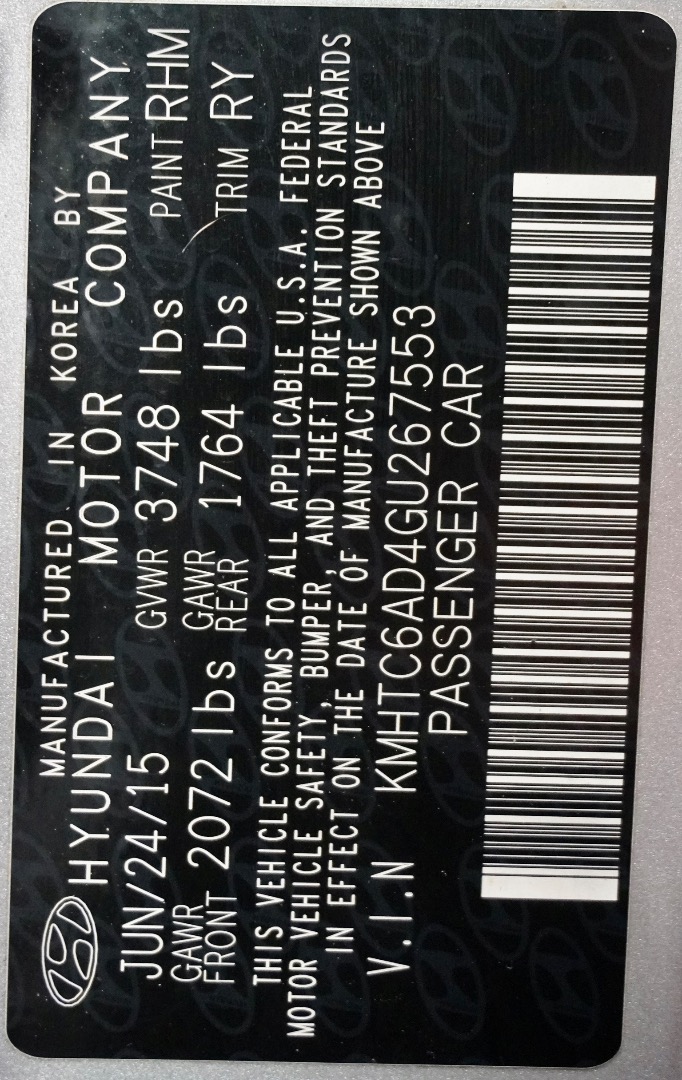 MANUFACTURED IN KOREA BY
HYUNDAI MOTOR COMPANY
JUN/24/15 GVWR 3748 lbs PAINT RHM
GAWR FRONT 2072 lbs GAWR REAR 1764 lbs TRIM RY
THIS VEHICLE CONFORMS TO ALL APPLICABLE U.S.A. FEDERAL
MOTOR VEHICLE SAFETY, BUMPER, AND THEFT PREVENTION STANDARDS
IN EFFECT ON THE DATE OF MANUFACTURE SHOWN ABOVE
V.I.N KMHTC6AD4GU267553
PASSENGER CAR